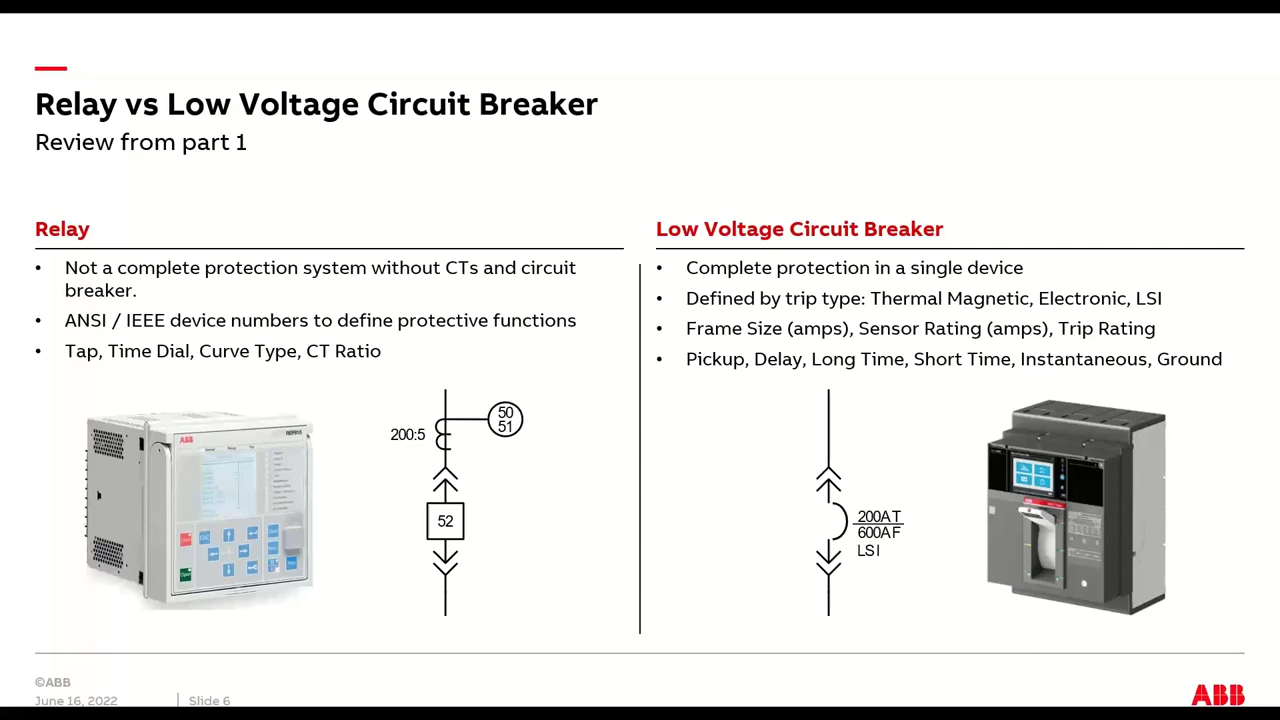 Relay vs Low Voltage Circuit Breaker
Review from part 1
Relay
• Not a complete protection system without CTs and circuit
breaker.
• ANSI / IEEE device numbers to define protective functions
• Tap, Time Dial, Curve Type, CT Ratio
Low Voltage Circuit Breaker
• Complete protection in a single device
• Defined by trip type: Thermal Magnetic, Electronic, LSI
• Frame Size (amps), Sensor Rating (amps), Trip Rating
• Pickup, Delay, Long Time, Short Time, Instantaneous, Ground
ABB
200:5
50
51
52
200AT
600AF
LSI
ABB
©ABB
June 16, 2022
Slide 6
ABB